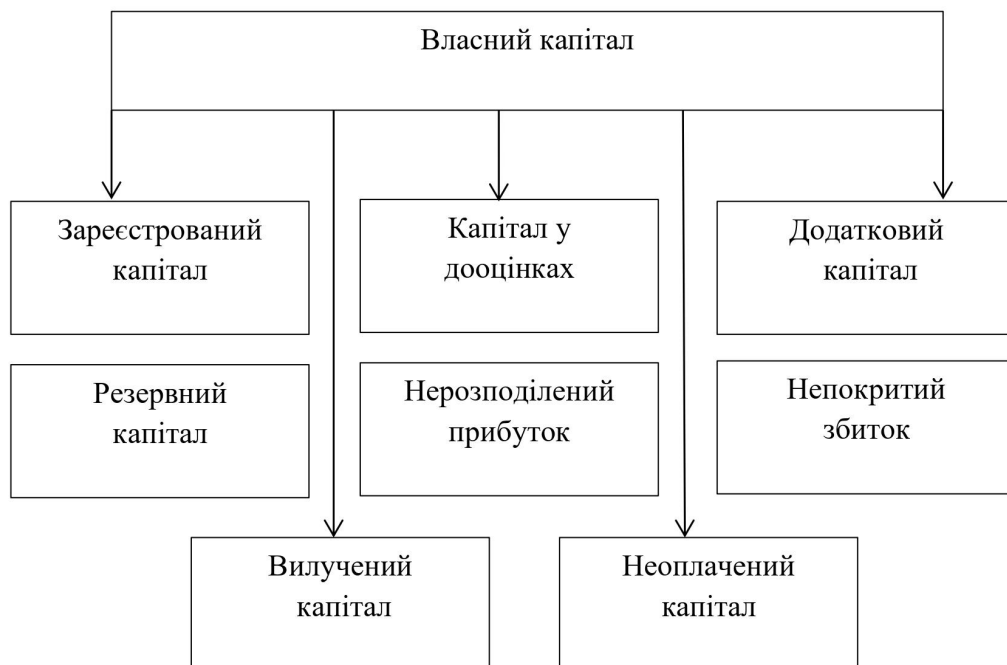 Власний капітал
Зареєстрований
капітал
Капітал у
дооцінках
Додатковий
капітал
Резервний
капітал
Нерозподілений
прибуток
Непокритий
збиток
Вилучений
капітал
Неоплачений
капітал